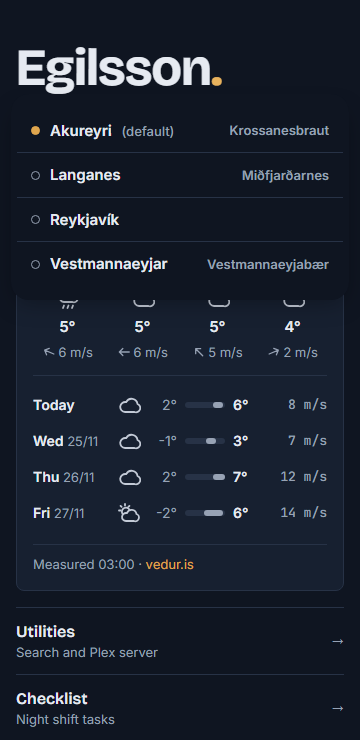 Egilsson.
Akureyri (default) Krossanesbraut
Langanes Miðfjarðarnes
Reykjavík
Vestmannaeyjar Vestmannaeyjabær
5° 5° 5° 4°
6 m/s 6 m/s 5 m/s 2 m/s
Today 2° 6° 8 m/s
Wed 25/11 -1° 3° 7 m/s
Thu 26/11 2° 7° 12 m/s
Fri 27/11 -2° 6° 14 m/s
Measured 03:00 · vedur.is
Utilities
Search and Plex server →
Checklist
Night shift tasks →